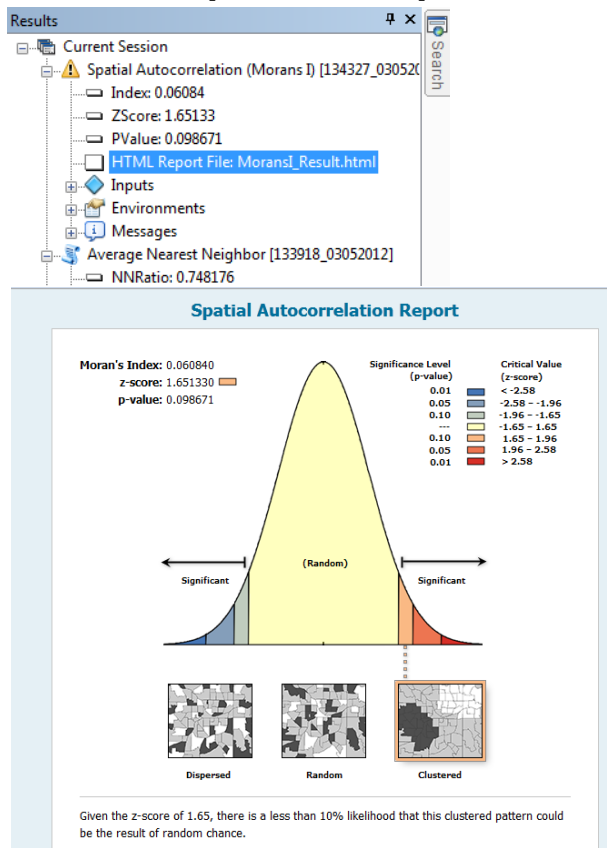 Results
Current Session
Spatial Autocorrelation (Morans I) [134327_030520
Index: 0.06084
ZScore: 1.65133
PValue: 0.098671
HTML Report File: MoransI_Result.html
Inputs
Environments
Messages
Average Nearest Neighbor [133918_03052012]
NNRatio: 0.748176
Search
Spatial Autocorrelation Report
Moran's Index: 0.060840
z-score: 1.651330
p-value: 0.098671
Significance Level (p-value)
Critical Value (z-score)
0.01 < -2.58
0.05 -2.58 – -1.96
0.10 -1.96 – -1.65
--- -1.65 – 1.65
0.10 1.65 – 1.96
0.05 1.96 – 2.58
0.01 > 2.58
Significant
(Random)
Significant
Dispersed
Random
Clustered
Given the z-score of 1.65, there is a less than 10% likelihood that this clustered pattern could
be the result of random chance.